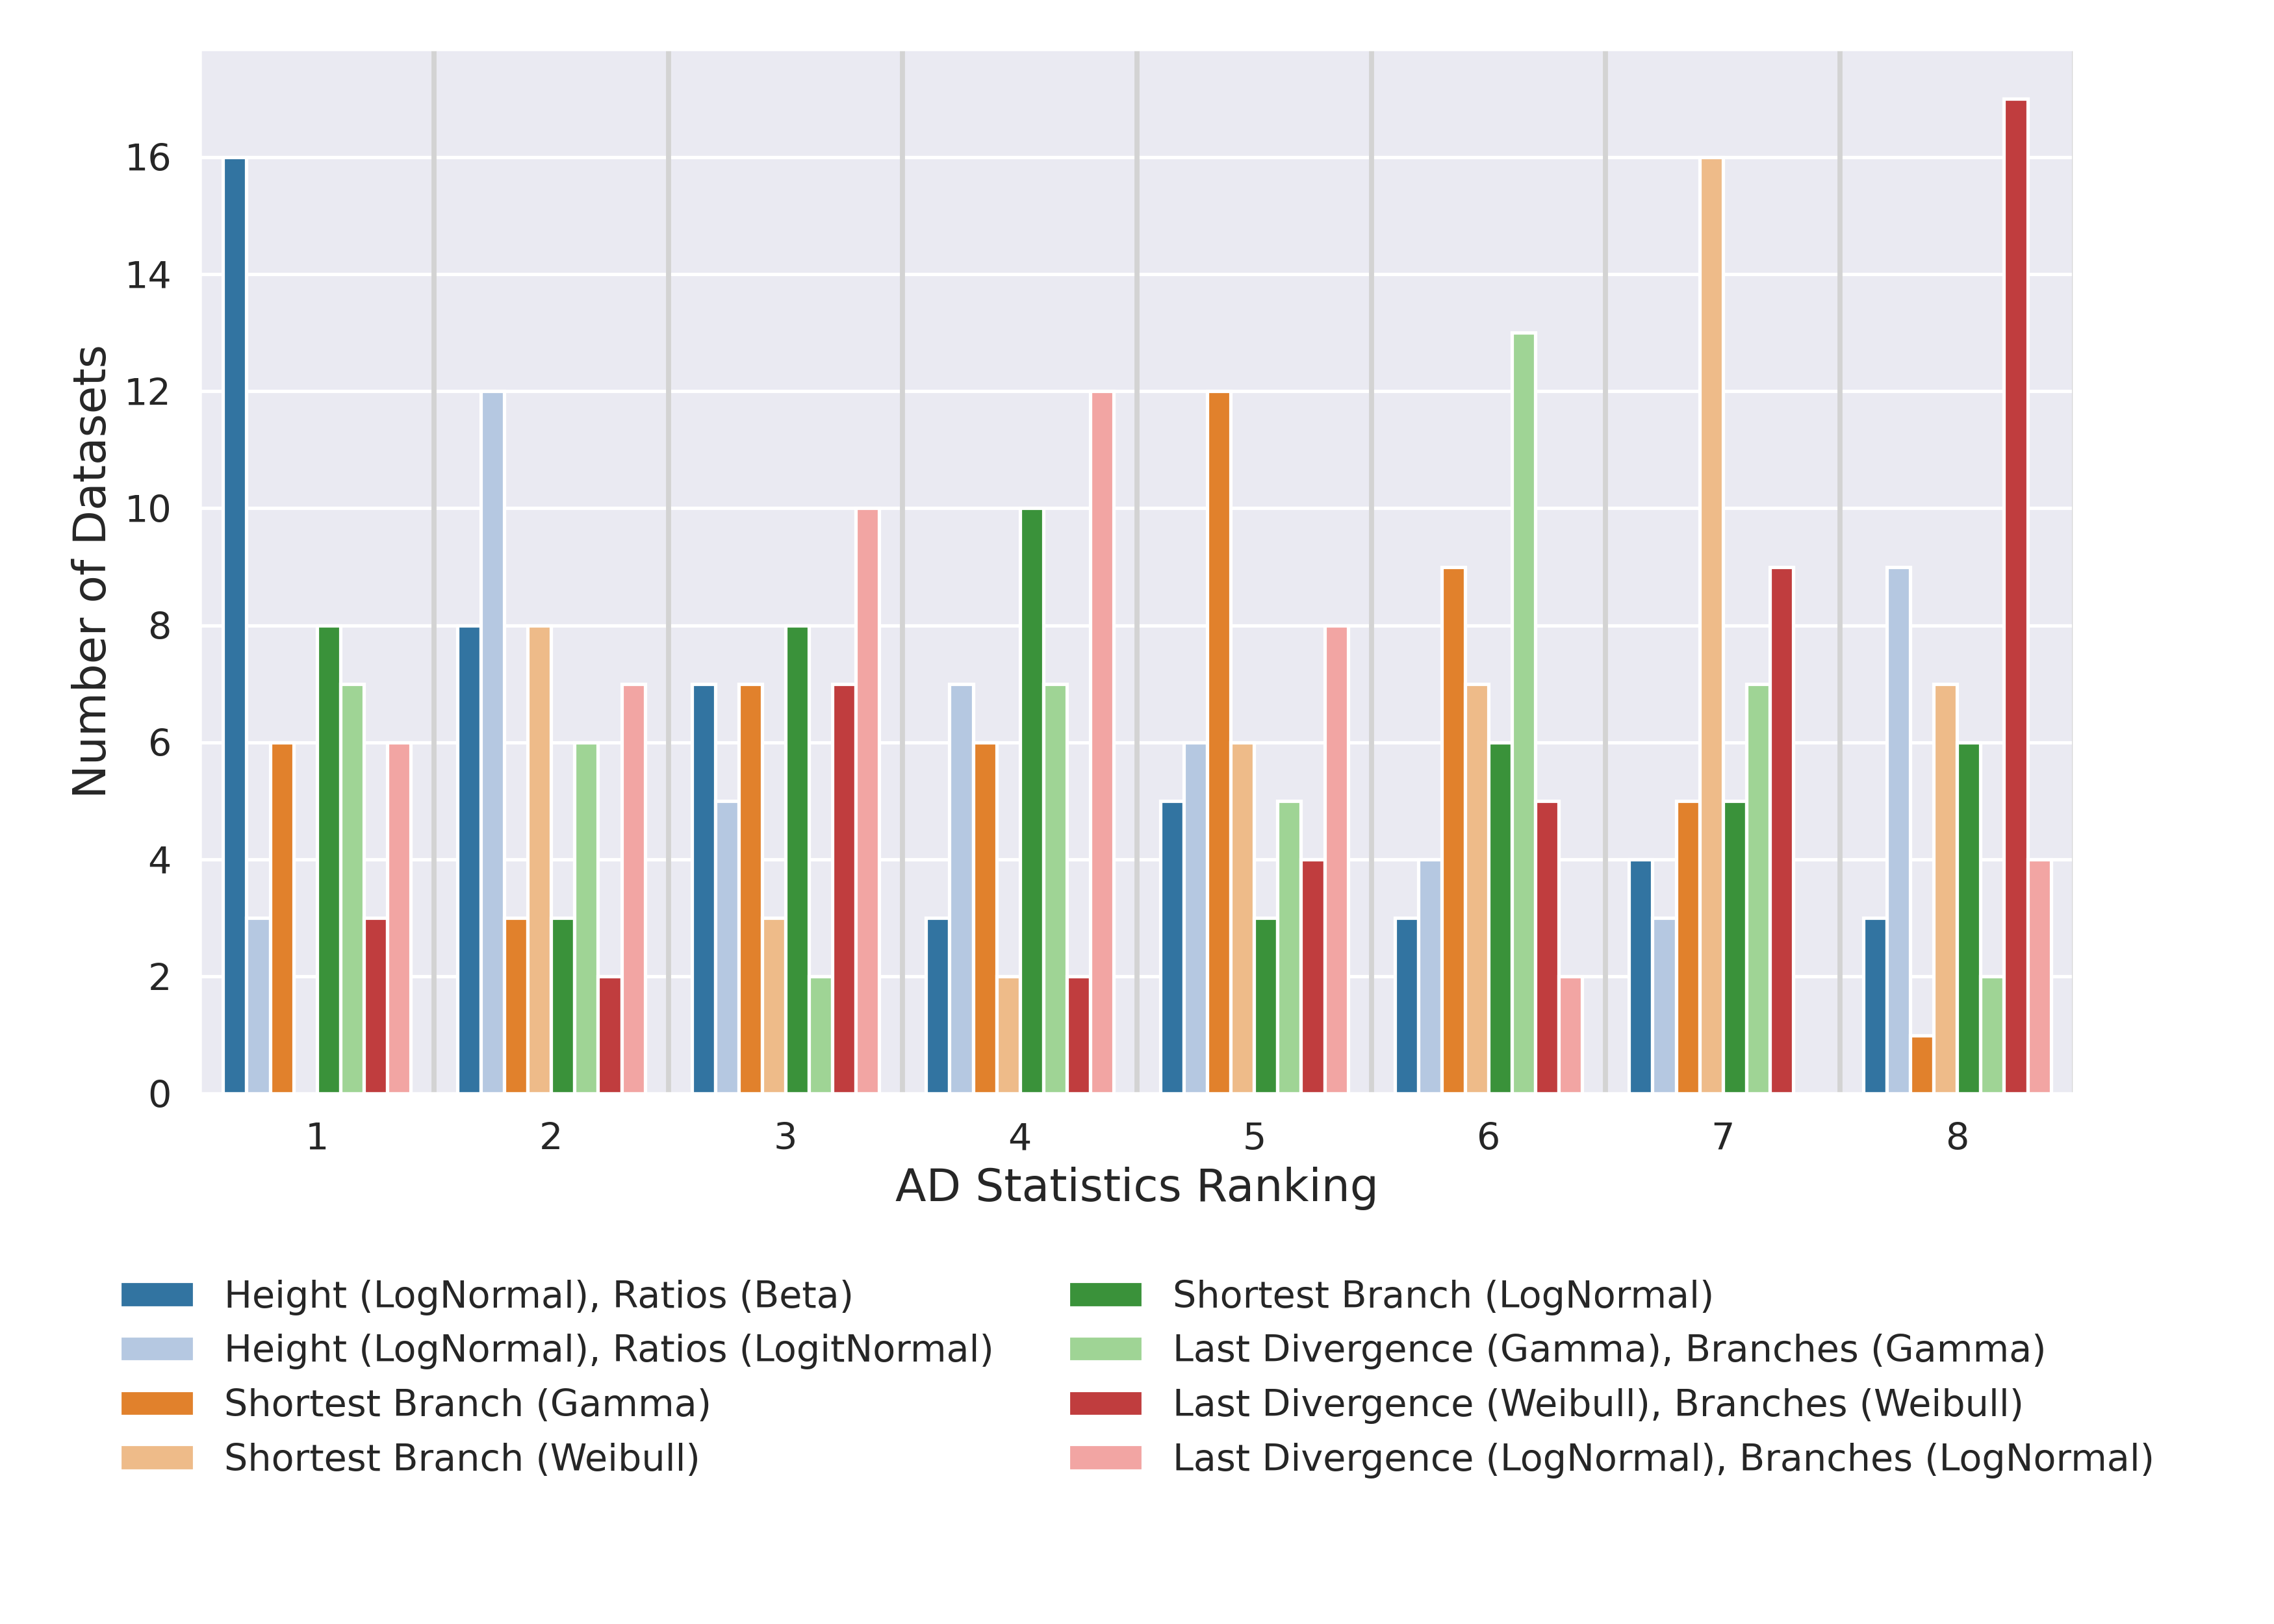 16
14
12
10
8
6
4
2
0
Number of Datasets
1 2 3 4 5 6 7 8
AD Statistics Ranking
Height (LogNormal), Ratios (Beta)
Height (LogNormal), Ratios (LogitNormal)
Shortest Branch (Gamma)
Shortest Branch (Weibull)
Shortest Branch (LogNormal)
Last Divergence (Gamma), Branches (Gamma)
Last Divergence (Weibull), Branches (Weibull)
Last Divergence (LogNormal), Branches (LogNormal)